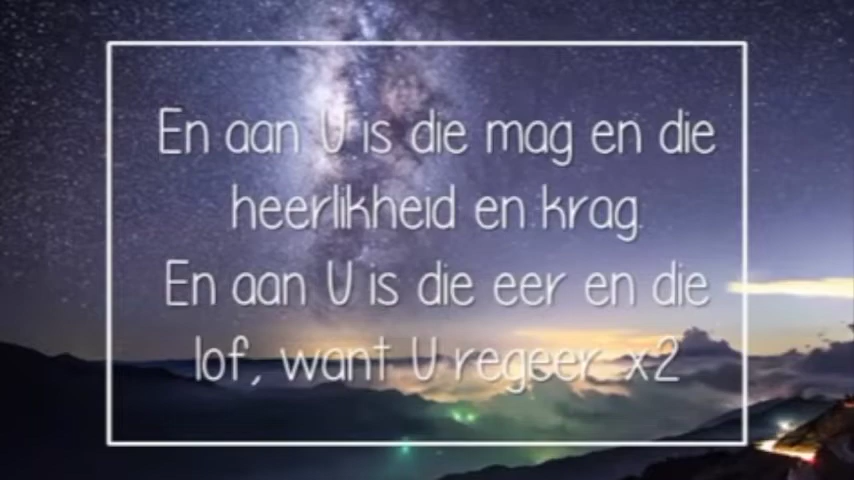 En aan U is die mag en die
heerlikheid en krag.
En aan U is die eer en die
lof, want U regeer x2